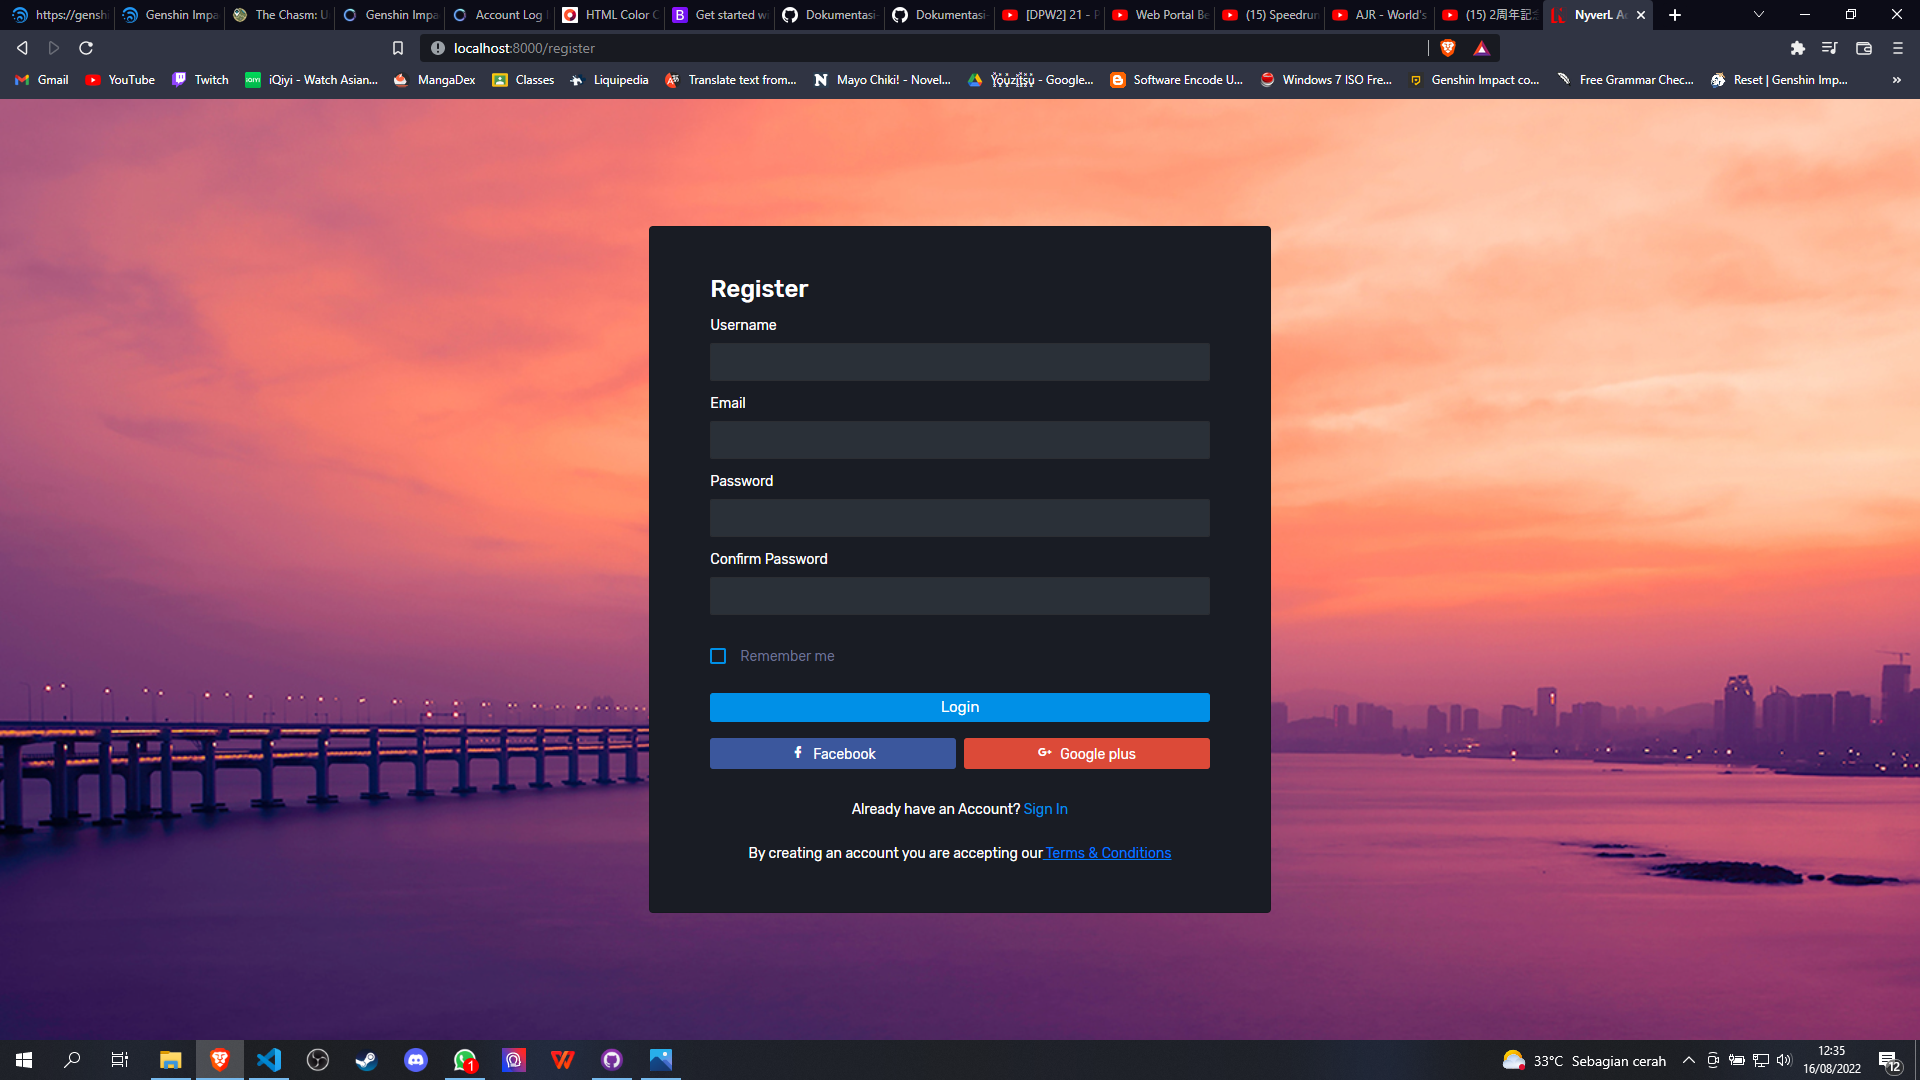 https://gensh
Genshin Impa
The Chasm: U
Genshin Impa
Account Log I
HTML Color C
Get started w
Dokumentasi-
Dokumentasi-
[DPW2] 21 - P
Web Portal Be
(15) Speedrun
AJR - World's
(15) 2周年記念
NyverL Ac
localhost:8000/register
Gmail
YouTube
Twitch
iQiyi - Watch Asian...
MangaDex
Classes
Liquipedia
Translate text from...
Mayo Chiki! - Novel...
Youzitsu - Google...
Software Encode U...
Windows 7 ISO Fre...
Genshin Impact co...
Free Grammar Chec...
Reset | Genshin Imp...
Register
Username
Email
Password
Confirm Password
Remember me
Login
Facebook
Google plus
Already have an Account? Sign In
By creating an account you are accepting our Terms & Conditions
1
33°C Sebagian cerah
12:35
16/08/2022
12